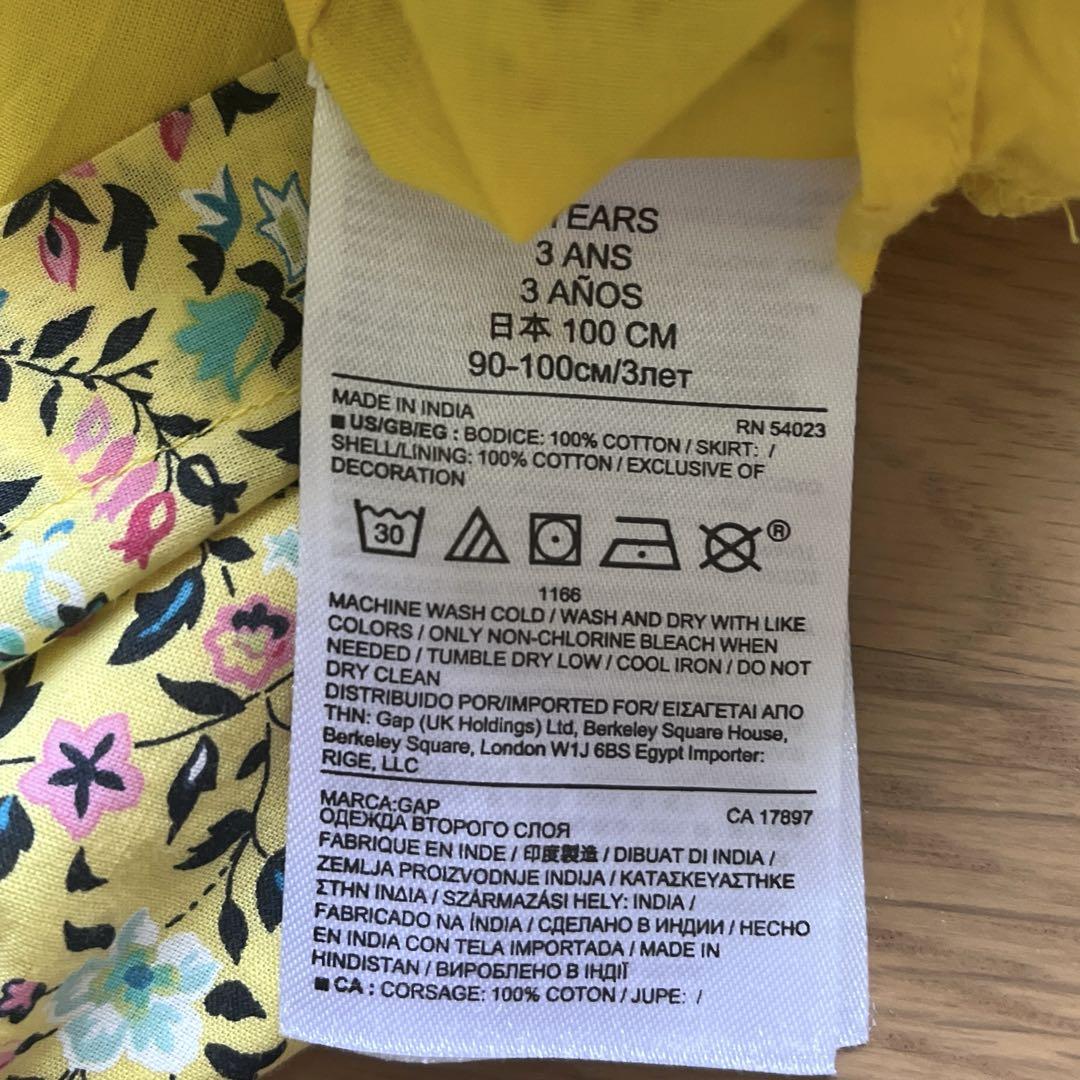 EARS
3 ANS
3 AÑOS
日本 100 CM
90-100см/3лет
MADE IN INDIA
RN 54023
■ US/GB/EG : BODICE: 100% COTTON / SKIRT: /
SHELL/LINING: 100% COTTON / EXCLUSIVE OF
DECORATION
30
®
1166
MACHINE WASH COLD / WASH AND DRY WITH LIKE
COLORS / ONLY NON-CHLORINE BLEACH WHEN
NEEDED / TUMBLE DRY LOW / COOL IRON / DO NOT
DRY CLEAN
DISTRIBUIDO POR/IMPORTED FOR/ ΕΙΣΑΓΕΤΑΙ ΑΠΟ
ΤΗΝ: Gap (UK Holdings) Ltd, Berkeley Square House,
Berkeley Square, London W1J 6BS Egypt Importer:
RIGE, LLC
MARCA:GAP
CA 17897
ОДЕЖДА ВТОРОГО СЛОЯ
FABRIQUE EN INDE / 印度製造 / DIBUAT DI INDIA /
ZEMLJA PROIZVODNJE INDIJA / ΚΑΤΑΣΚΕΥΑΣΤΗΚΕ
ΣΤΗΝ ΙΝΔΙΑ / SZÁRMAZÁSI HELY: INDIA /
FABRICADO NA ÍNDIA / СДЕЛАНО В ИНДИИ / HECHO
EN INDIA CON TELA IMPORTADA / MADE IN
HINDISTAN / ВИРОБЛЕНО В ІНДІЇ
■ CA : CORSAGE: 100% COTON / JUPE: /